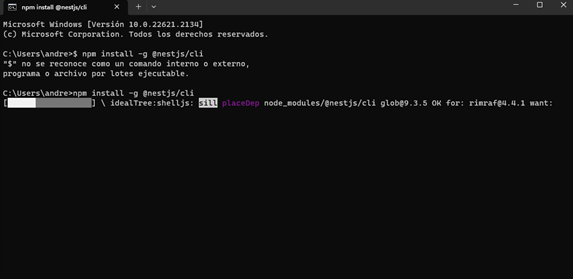 npm install @nestjs/cli
Microsoft Windows [Versión 10.0.22621.2134]
(c) Microsoft Corporation. Todos los derechos reservados.
C:\Users\andre>$ npm install -g @nestjs/cli
"$" no se reconoce como un comando interno o externo,
programa o archivo por lotes ejecutable.
C:\Users\andre>npm install -g @nestjs/cli
[                  ] \ idealTree:shelljs: sill placeDep node_modules/@nestjs/cli glob@9.3.5 OK for: rimraf@4.4.1 want: